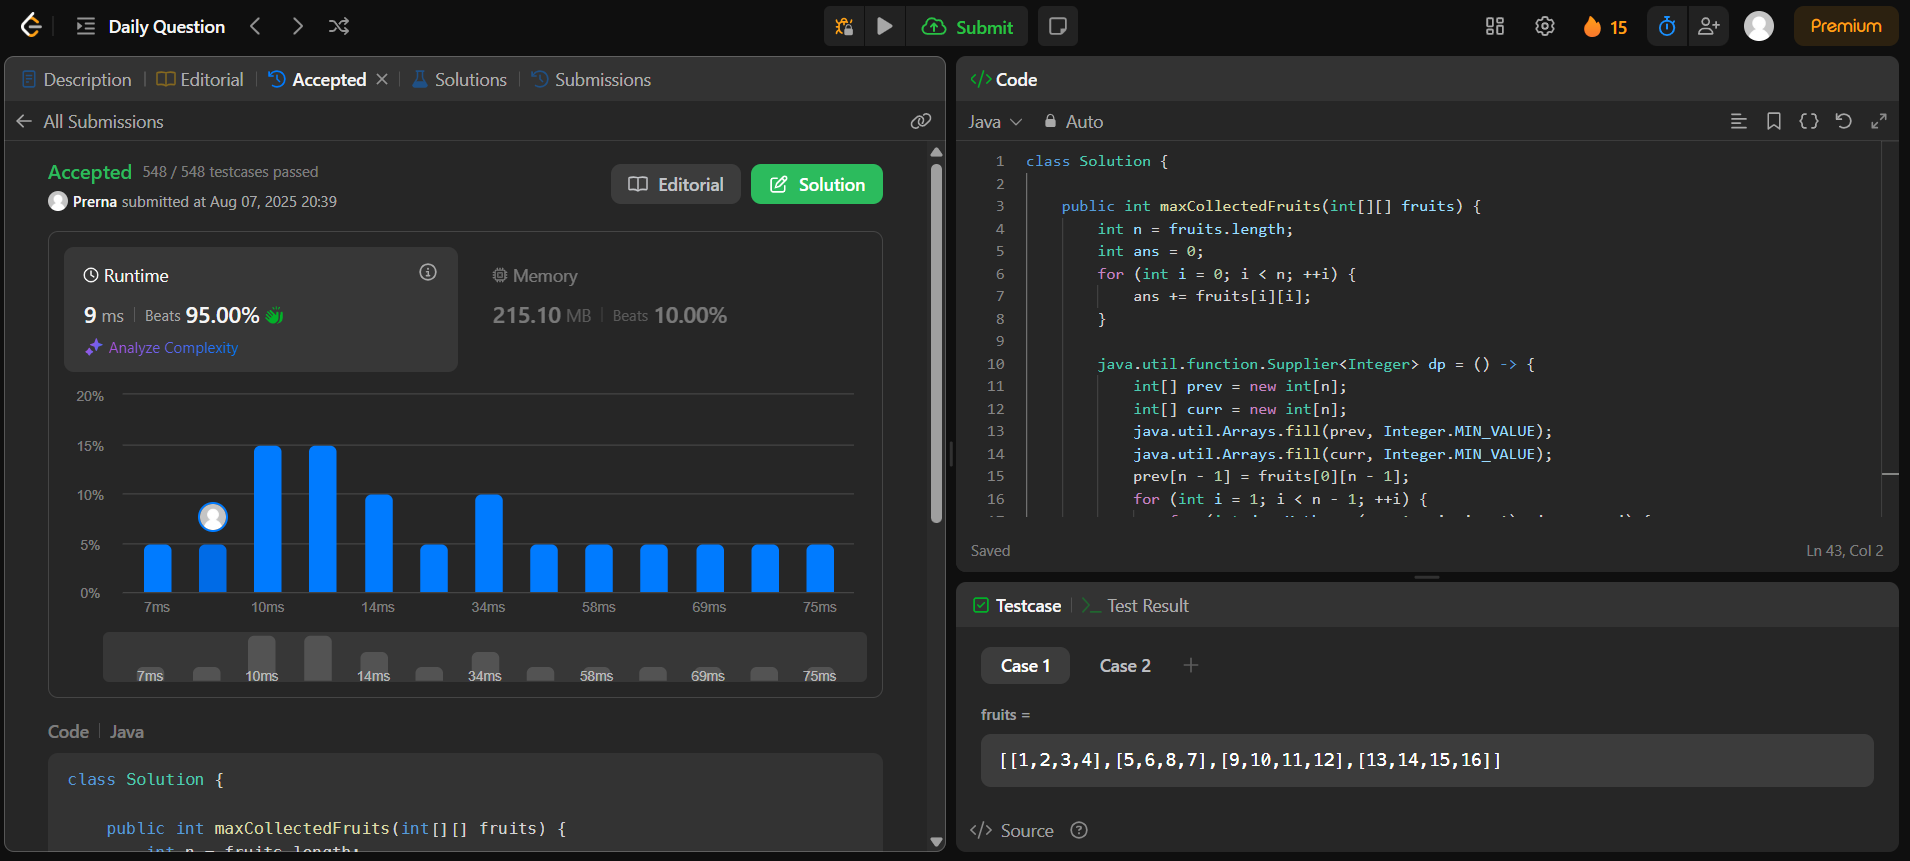 Daily Question
Submit
15
Premium
Description
Editorial
Accepted
Solutions
Submissions
All Submissions
Accepted 548 / 548 testcases passed
Prerna submitted at Aug 07, 2025 20:39
Editorial
Solution
Runtime
9 ms Beats 95.00%
Analyze Complexity
Memory
215.10 MB Beats 10.00%
20%
15%
10%
5%
0%
7ms 10ms 14ms 34ms 58ms 69ms 75ms
7ms 10ms 14ms 34ms 58ms 69ms 75ms
Code Java
class Solution {
public int maxCollectedFruits(int[][] fruits) {
int n = fruits.length;
</> Code
Java Auto
1 class Solution {
2
3 public int maxCollectedFruits(int[][] fruits) {
4 int n = fruits.length;
5 int ans = 0;
6 for (int i = 0; i < n; ++i) {
7 ans += fruits[i][i];
8 }
9
10 java.util.function.Supplier<Integer> dp = () -> {
11 int[] prev = new int[n];
12 int[] curr = new int[n];
13 java.util.Arrays.fill(prev, Integer.MIN_VALUE);
14 java.util.Arrays.fill(curr, Integer.MIN_VALUE);
15 prev[n - 1] = fruits[0][n - 1];
16 for (int i = 1; i < n - 1; ++i) {
Saved
Ln 43, Col 2
Testcase
Test Result
Case 1
Case 2
fruits =
[[1,2,3,4],[5,6,8,7],[9,10,11,12],[13,14,15,16]]
</> Source